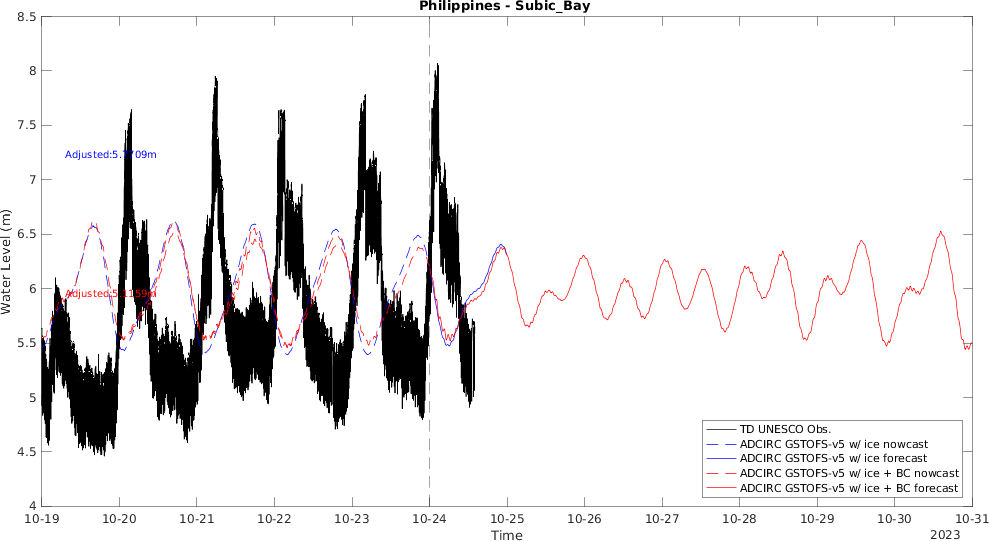 Philippines - Subic_Bay
8.5
8
7.5
7
6.5
6
5.5
5
4.5
4
Water Level (m)
Adjusted:5.7709m
TD UNESCO Obs.
ADCIRC GSTOFS-v5 w/ ice nowcast
ADCIRC GSTOFS-v5 w/ ice forecast
ADCIRC GSTOFS-v5 w/ ice + BC nowcast
ADCIRC GSTOFS-v5 w/ ice + BC forecast
10-19
10-20
10-21
10-22
10-23
10-24
10-25
10-26
10-27
10-28
10-29
10-30
10-31
Time
2023